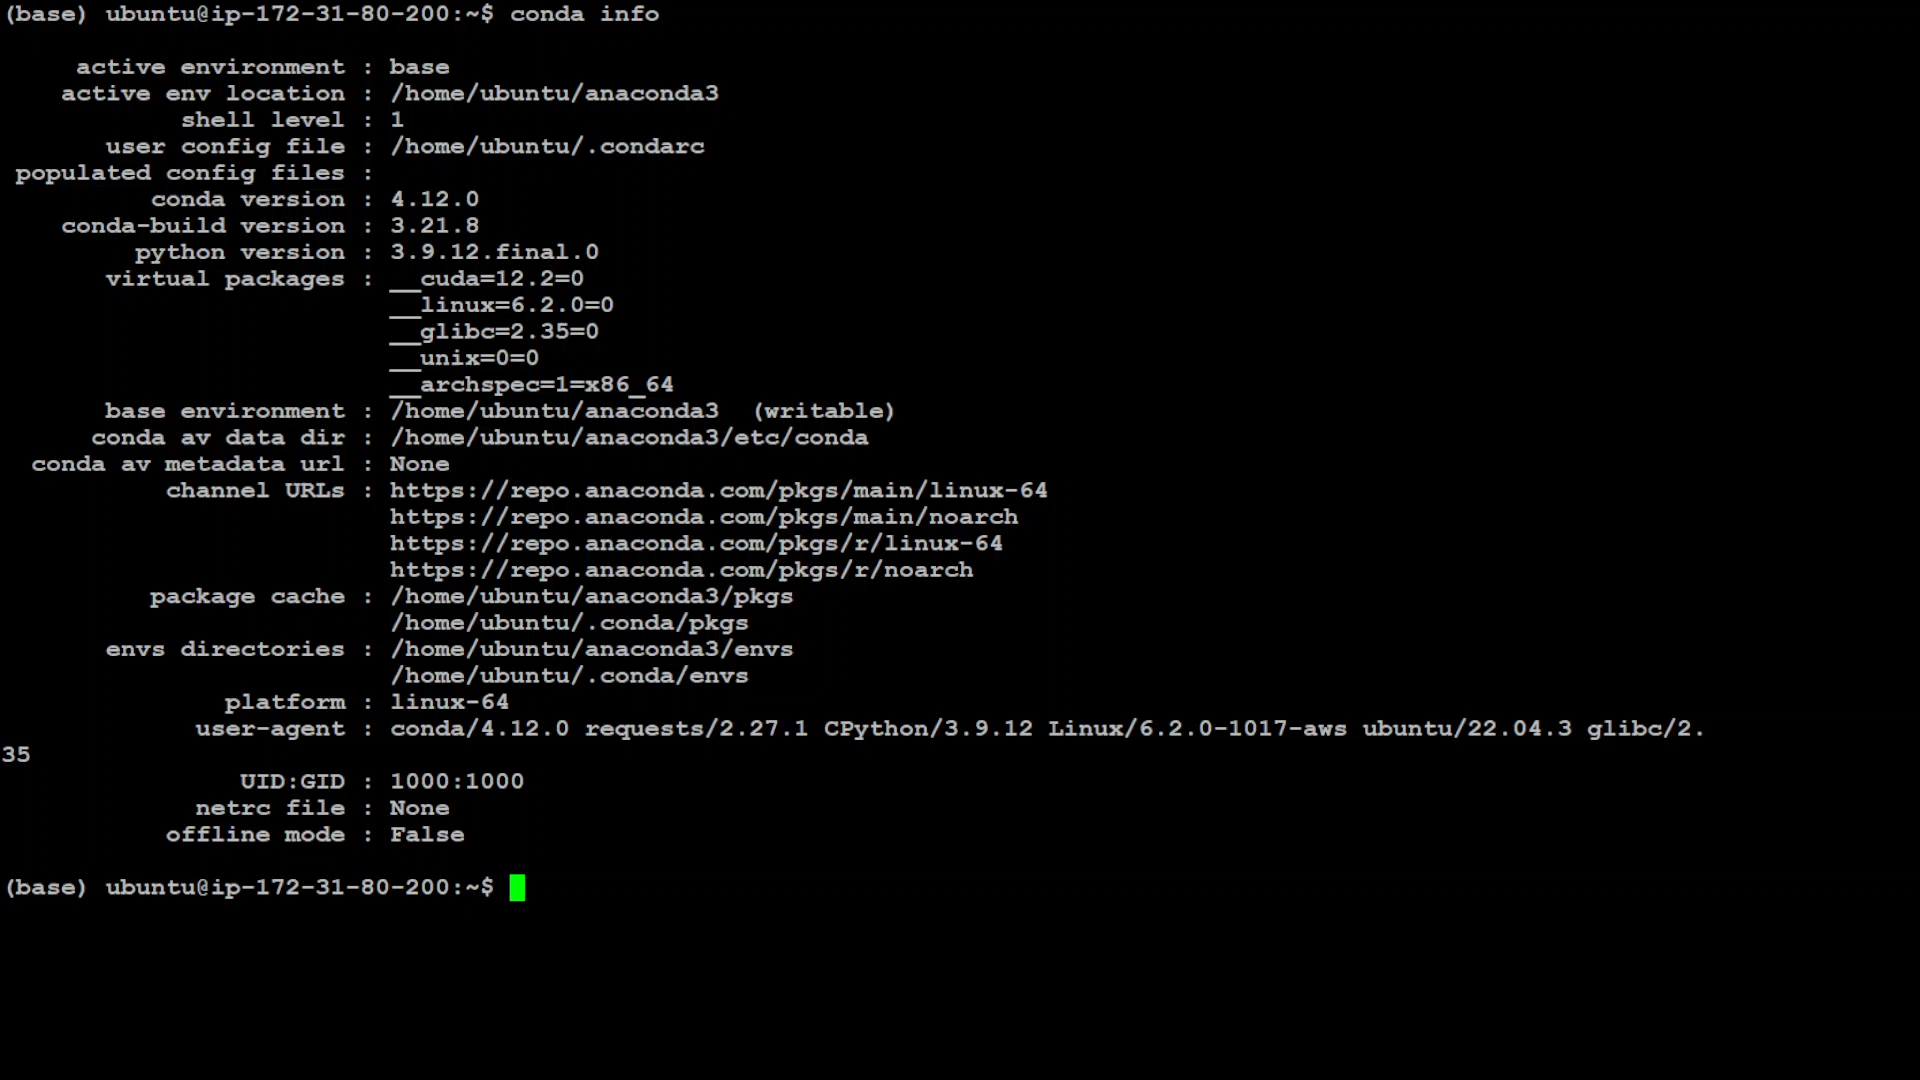 (base) ubuntu@ip-172-31-80-200:~$ conda info
active environment : base
active env location : /home/ubuntu/anaconda3
shell level : 1
user config file : /home/ubuntu/.condarc
populated config files :
conda version : 4.12.0
conda-build version : 3.21.8
python version : 3.9.12.final.0
virtual packages : __cuda=12.2=0
__linux=6.2.0=0
__glibc=2.35=0
__unix=0=0
__archspec=1=x86_64
base environment : /home/ubuntu/anaconda3  (writable)
conda av data dir : /home/ubuntu/anaconda3/etc/conda
conda av metadata url : None
channel URLs : https://repo.anaconda.com/pkgs/main/linux-64
https://repo.anaconda.com/pkgs/main/noarch
https://repo.anaconda.com/pkgs/r/linux-64
https://repo.anaconda.com/pkgs/r/noarch
package cache : /home/ubuntu/anaconda3/pkgs
/home/ubuntu/.conda/pkgs
envs directories : /home/ubuntu/anaconda3/envs
/home/ubuntu/.conda/envs
platform : linux-64
user-agent : conda/4.12.0 requests/2.27.1 CPython/3.9.12 Linux/6.2.0-1017-aws ubuntu/22.04.3 glibc/2.
35
UID:GID : 1000:1000
netrc file : None
offline mode : False
(base) ubuntu@ip-172-31-80-200:~$